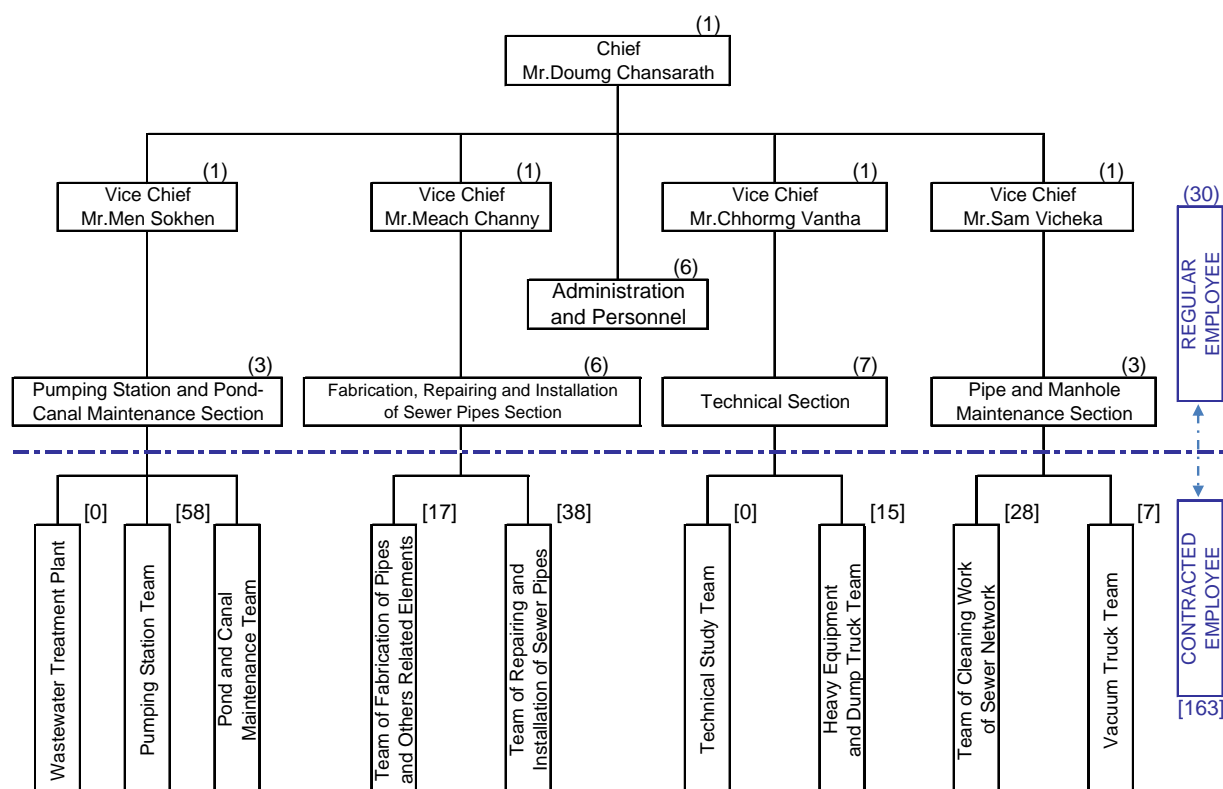 (1)
Chief
Mr.Doumg Chansarath
(1)
Vice Chief
Mr.Men Sokhen
(1)
Vice Chief
Mr.Meach Channy
(1)
Vice Chief
Mr.Chhormg Vantha
(1)
Vice Chief
Mr.Sam Vicheka
(30)
REGULAR
EMPLOYEE
(6)
Administration
and Personnel
(3)
Pumping Station and Pond-
Canal Maintenance Section
(6)
Fabrication, Repairing and Installation
of Sewer Pipes Section
(7)
Technical Section
(3)
Pipe and Manhole
Maintenance Section
[0]
Wastewater Treatment Plant
[58]
Pumping Station Team
Pond and Canal
Maintenance Team
[17]
Team of Fabrication of Pipes
and Others Related Elements
[38]
Team of Repairing and
Installation of Sewer Pipes
[0]
Technical Study Team
[15]
Heavy Equipment
and Dump Truck Team
[28]
Team of Cleaning Work
of Sewer Network
[7]
Vacuum Truck Team
CONTRACTED
EMPLOYEE
[163]